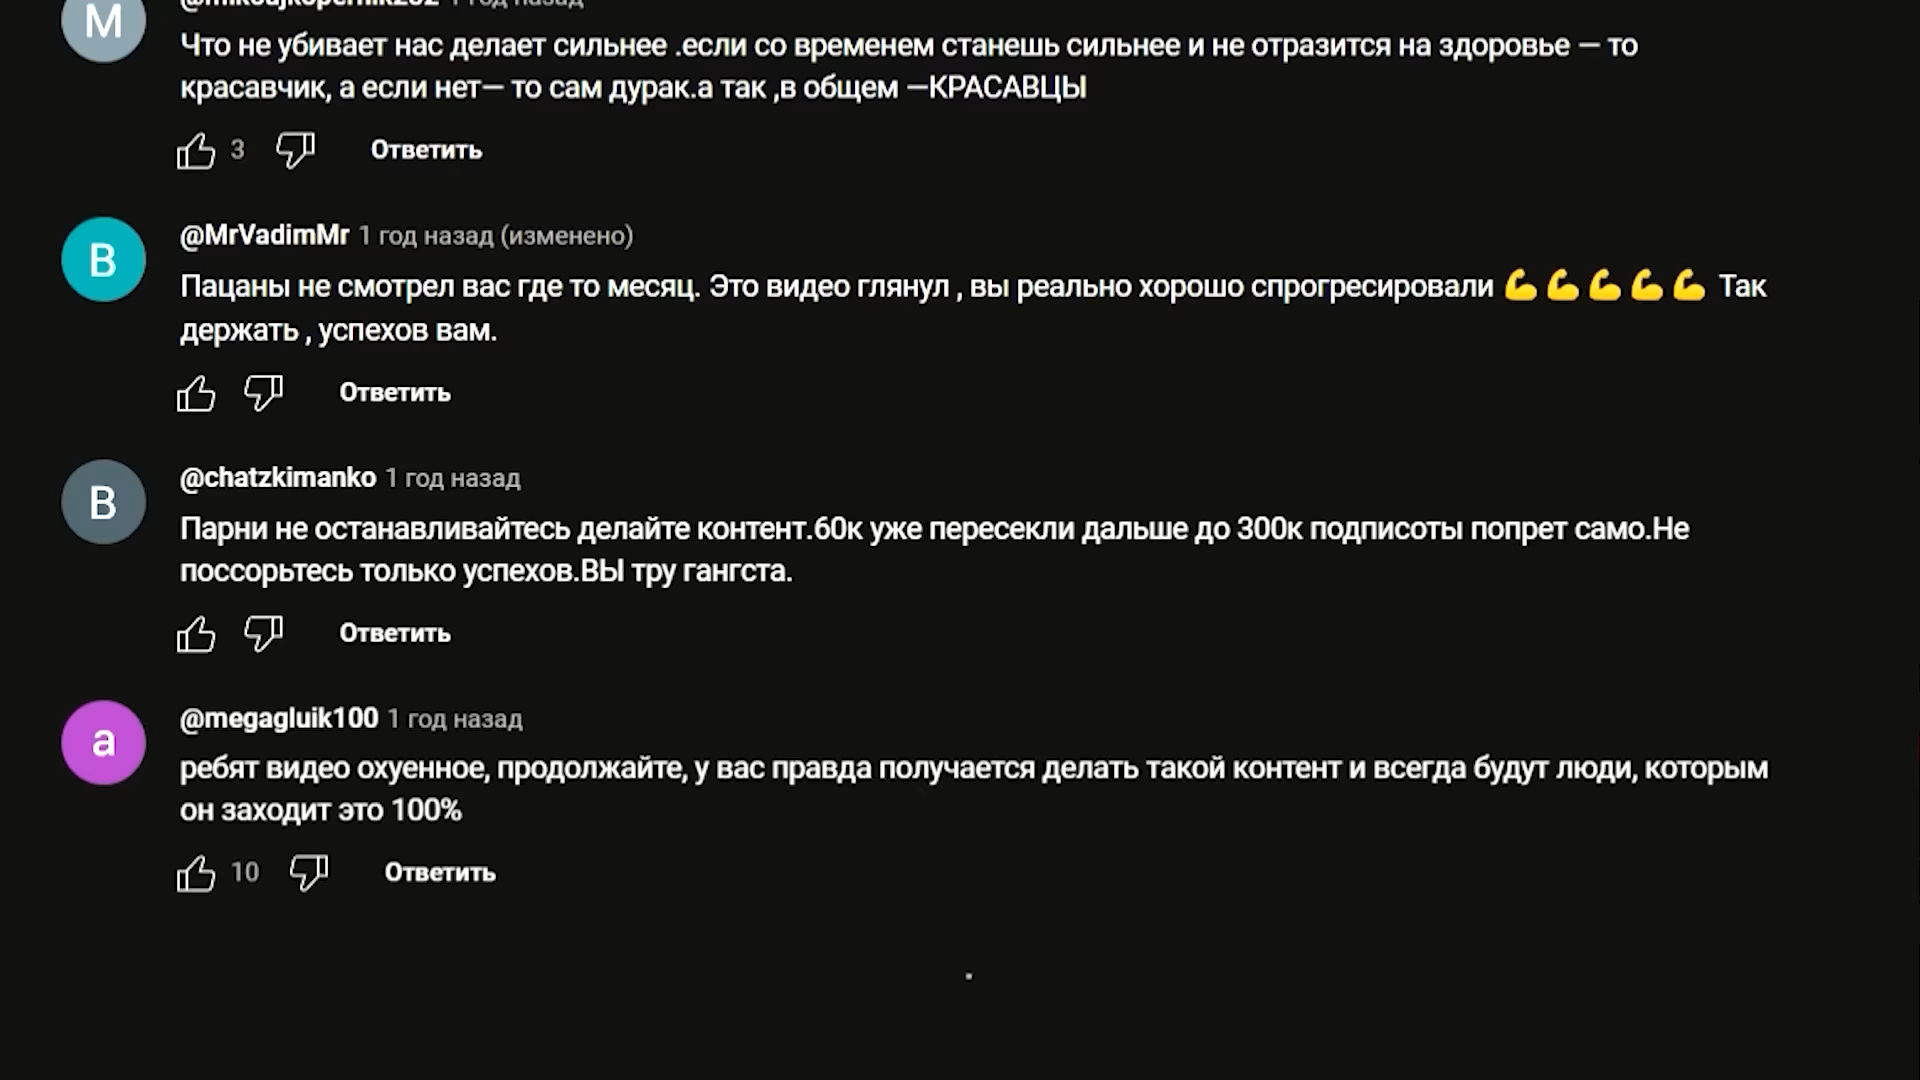 Что не убивает нас делает сильнее .если со временем станешь сильнее и не отразится на здоровье — то
красавчик, а если нет— то сам дурак.а так ,в общем —КРАСАВЦЫ
3 Ответить
M
@MrVadimMr 1 год назад (изменено)
B
Пацаны не смотрел вас где то месяц. Это видео глянул , вы реально хорошо спрогресировали 💪💪💪💪💪 Так
держать , успехов вам.
Ответить
@chatzkimanko 1 год назад
B
Парни не останавливайтесь делайте контент.60к уже пересекли дальше до 300к подписоты попрет само.Не
поссорьтесь только успехов.ВЫ тру гангста.
Ответить
@megagluik100 1 год назад
a
ребят видео охуенное, продолжайте, у вас правда получается делать такой контент и всегда будут люди, которым
он заходит это 100%
10 Ответить